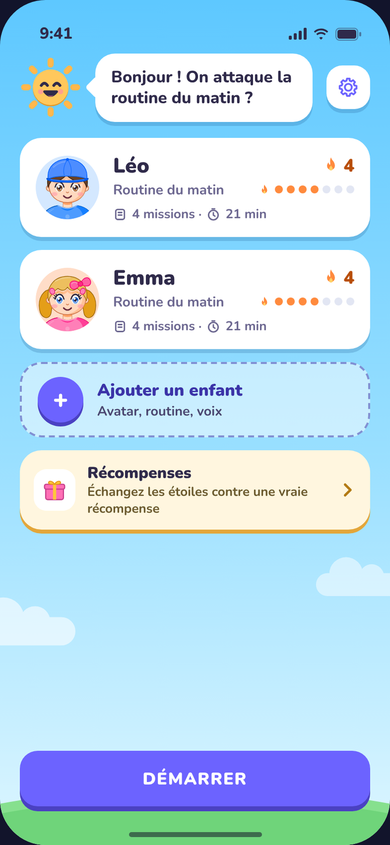 9:41
Bonjour ! On attaque la
routine du matin ?
Léo
4
Routine du matin
4 missions · 21 min
Emma
4
Routine du matin
4 missions · 21 min
Ajouter un enfant
Avatar, routine, voix
Récompenses
Échangez les étoiles contre une vraie
récompense
DÉMARRER